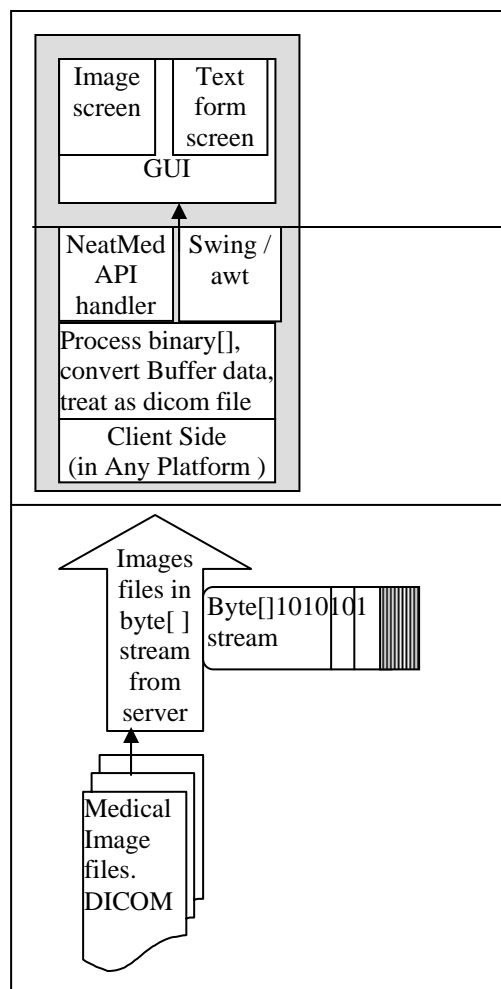 Image
screen
Text
form
screen
GUI
NeatMed
API
handler
Swing /
awt
Process binary[],
convert Buffer data,
treat as dicom file
Client Side
(in Any Platform )
Images
files in
byte[ ]
stream
from
server
Byte[]1010101
stream
Medical
Image
files.
DICOM